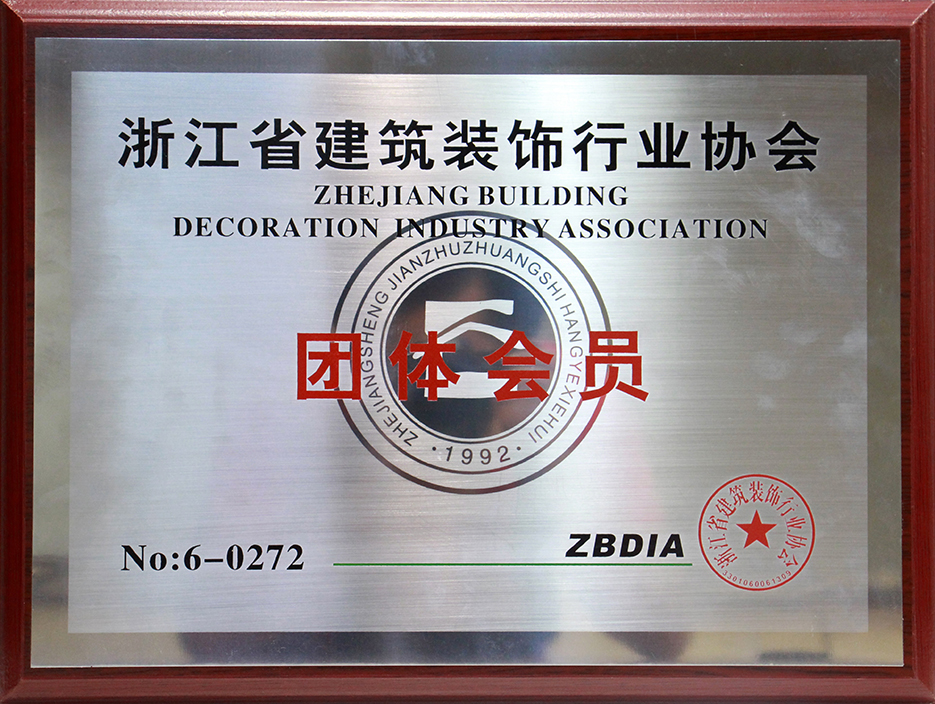 浙江省建筑装饰行业协会
ZHEJIANG BUILDING
DECORATION INDUSTRY ASSOCIATION
ZHEJIANGSHENG JIANZHUZHUANGSHI HANGYEXIEHUI
团体会员
·1992·
No:6-0272
ZBDIA
浙江省建筑装饰行业协会
3301060061309